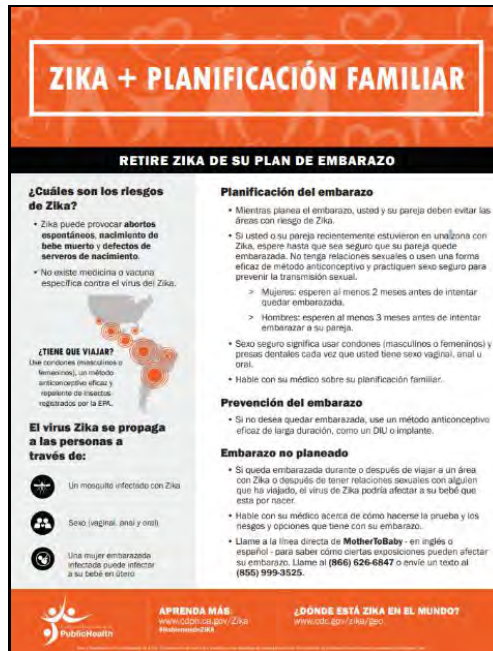 ZIKA + PLANIFICACIÓN FAMILIAR
RETIRE ZIKA DE SU PLAN DE EMBARAZO
¿Cuáles son los riesgos
de Zika?
• Zika puede provocar abortos
espontáneos, nacimiento de
bebe muerto y defectos de
serveros de nacimiento.
• No existe medicina o vacuna
específica contra el virus del Zika.
¿TIENE QUE VIAJAR?
Use condones (masculinos o
femeninos), un método
anticonceptivo eficaz y
repelente de insectos
registrados por la EPA.
El virus Zika se propaga
a las personas a
través de:
Un mosquito infectado con Zika
Sexo (vaginal, anal y oral)
Una mujer embarazada
infectada puede infectar
a su bebé en útero
Planificación del embarazo
• Mientras planea el embarazo, usted y su pareja deben evitar las
áreas con riesgo de Zika.
• Si usted o su pareja recientemente estuvieron en una zona con
Zika, espere hasta que sea seguro que su pareja quede
embarazada. No tenga relaciones sexuales o usen una forma
eficaz de método anticonceptivo y practiquen sexo seguro para
prevenir la transmisión sexual.
> Mujeres: esperen al menos 2 meses antes de intentar
quedar embarazada.
> Hombres: esperen al menos 3 meses antes de intentar
embarazar a su pareja.
• Sexo seguro significa usar condones (masculinos o femeninos) y
presas dentales cada vez que usted tiene sexo vaginal, anal u
oral.
• Hable con su médico sobre su planificación familiar.
Prevención del embarazo
• Si no desea quedar embarazada, use un método anticonceptivo
eficaz de larga duración, como un DIU o implante.
Embarazo no planeado
• Si queda embarazada durante o después de viajar a un área
con Zika o después de tener relaciones sexuales con alguien
que ha viajado, el virus de Zika podría afectar a su bebé que
esta por nacer.
• Hable con su médico acerca de cómo hacerse la prueba y los
riesgos y opciones que tiene con su embarazo.
• Llame a la línea directa de MotherToBaby - en inglés o
español - para saber cómo ciertas exposiciones pueden afectar
su embarazo. Llame al (866) 626-6847 o envíe un texto al
(855) 999-3525.
PublicHealth
APRENDA MÁS
www.cdph.ca.gov/Zika
¿DÓNDE ESTÁ ZIKA EN EL MUNDO?
www.cdc.gov/zika/geo